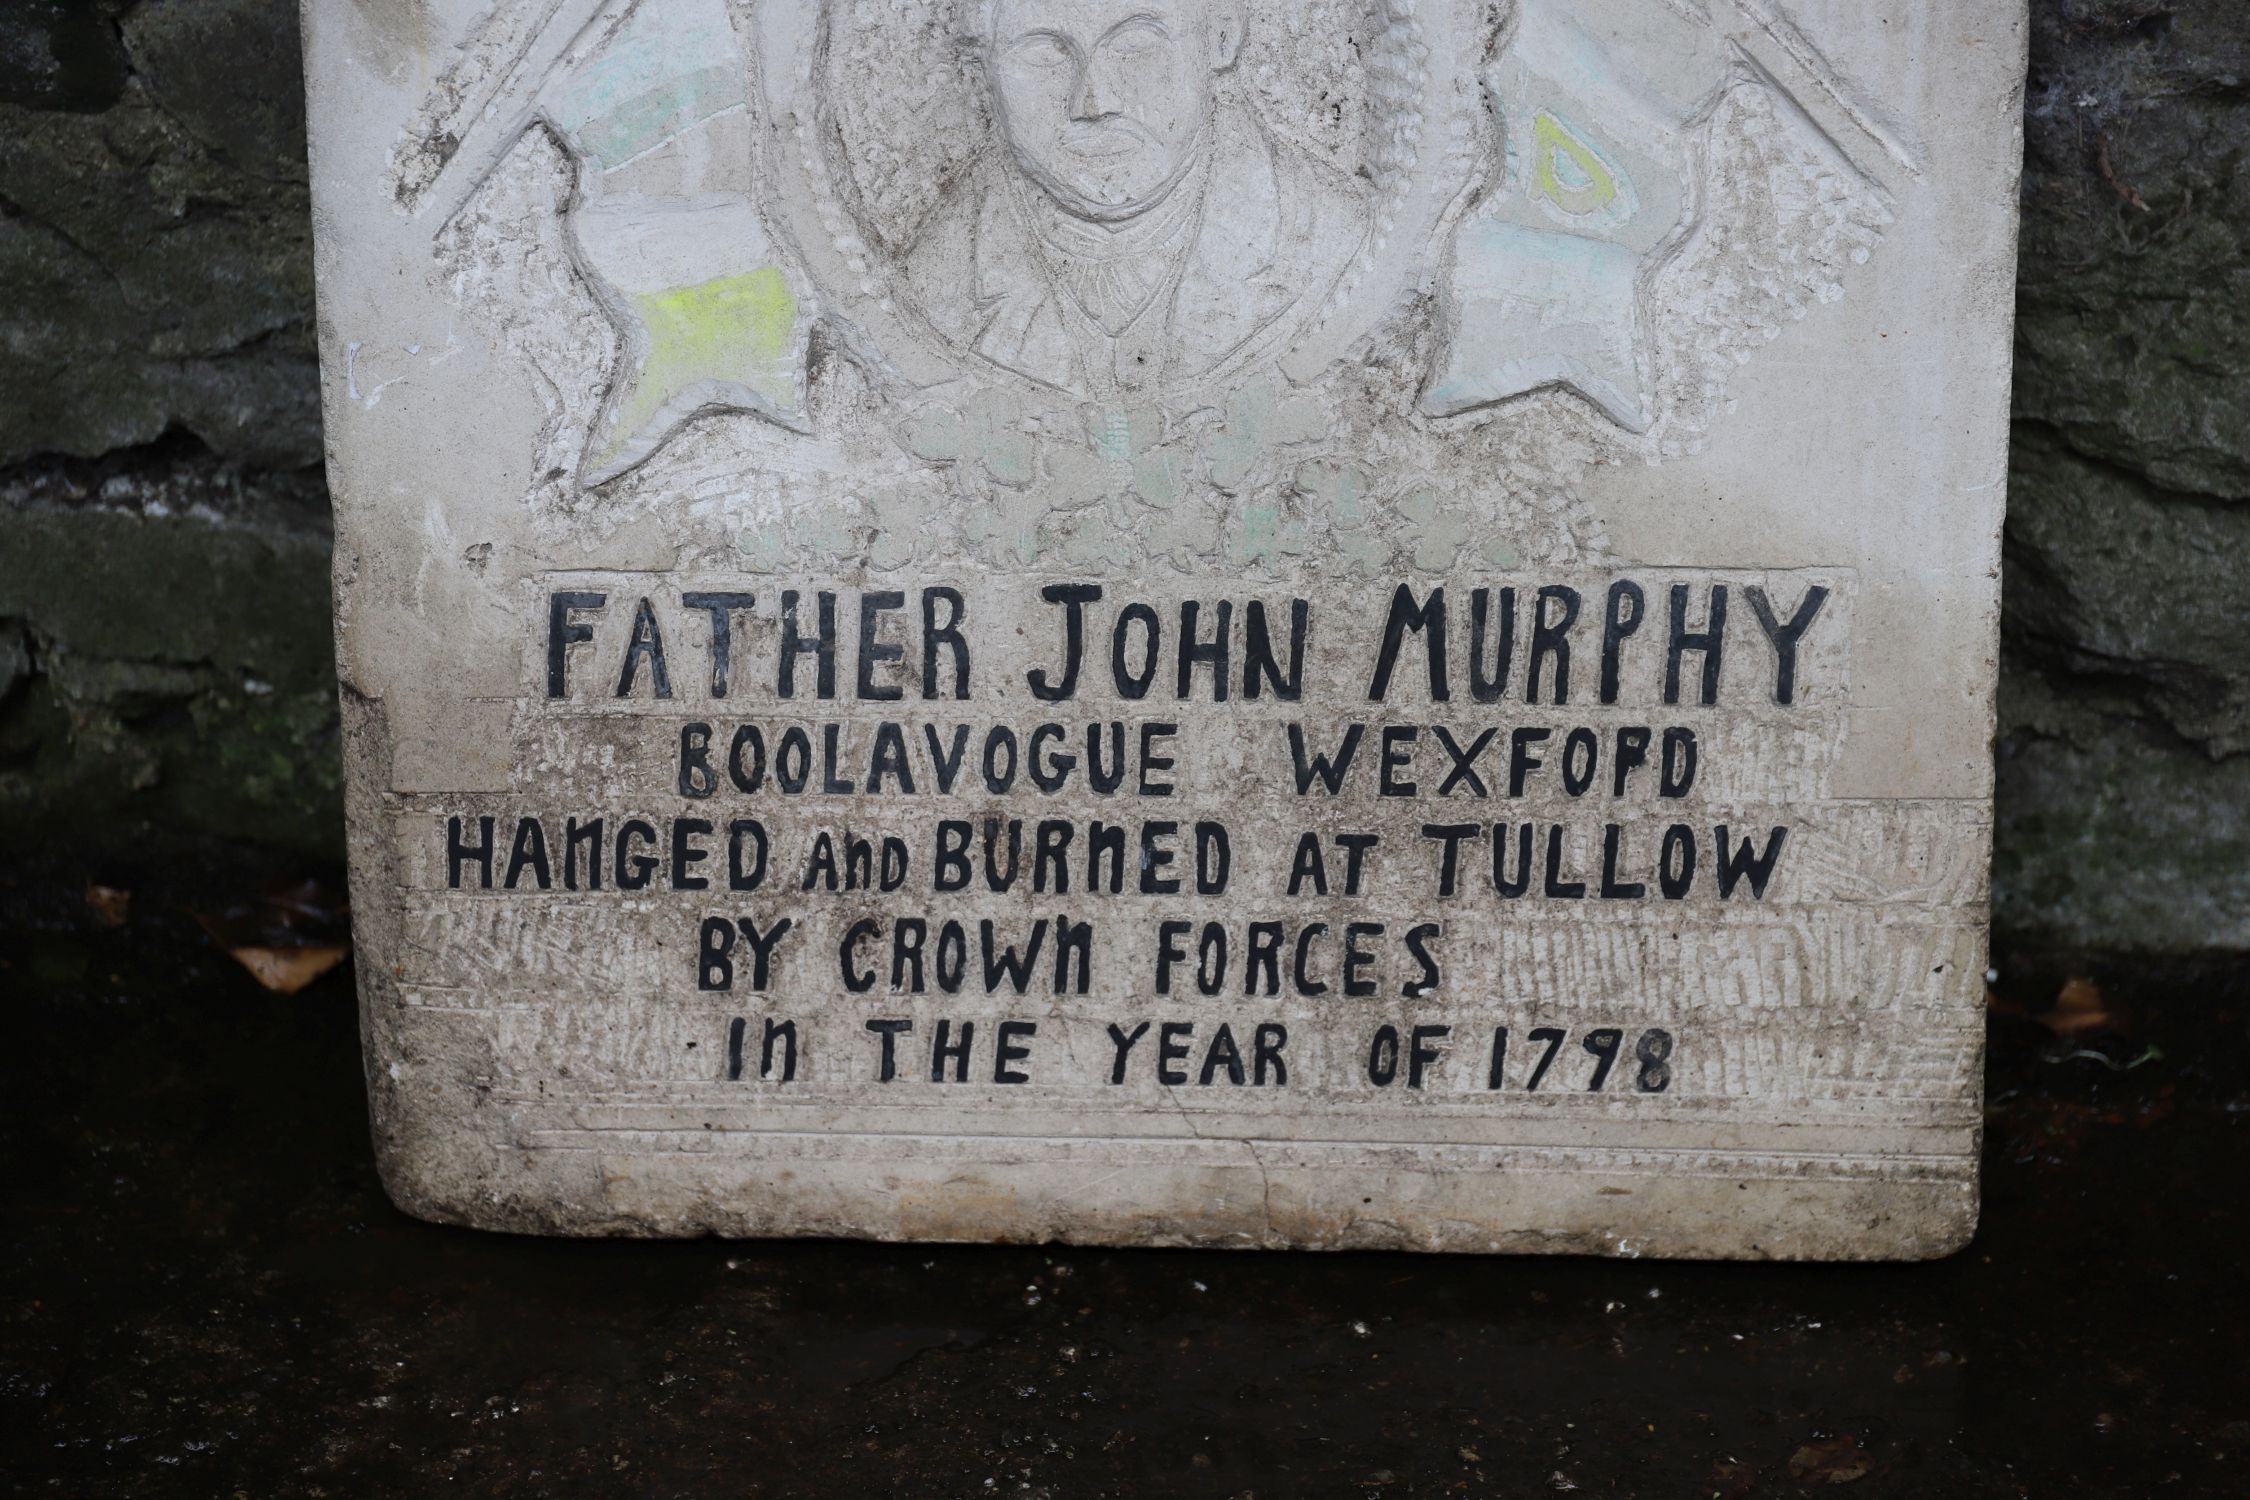 FATHER JOHN MURPHY
BOOLAVOGUE WEXFORD
HANGED AND BURNED AT TULLOW
BY CROWN FORCES
IN THE YEAR OF 1798